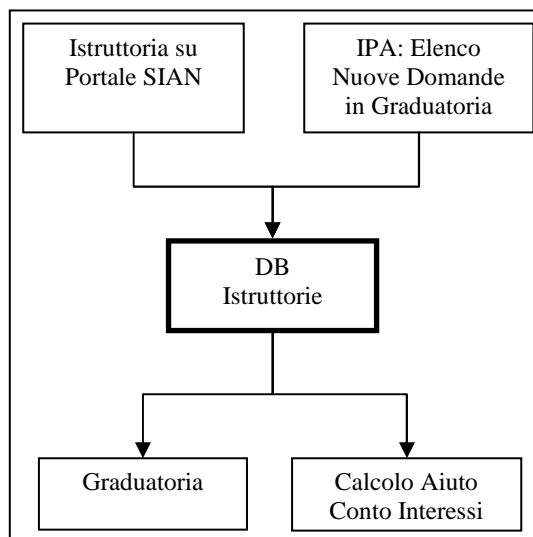 Istruttoria su
Portale SIAN
IPA: Elenco
Nuove Domande
in Graduatoria
DB
Istruttorie
Graduatoria
Calcolo Aiuto
Conto Interessi